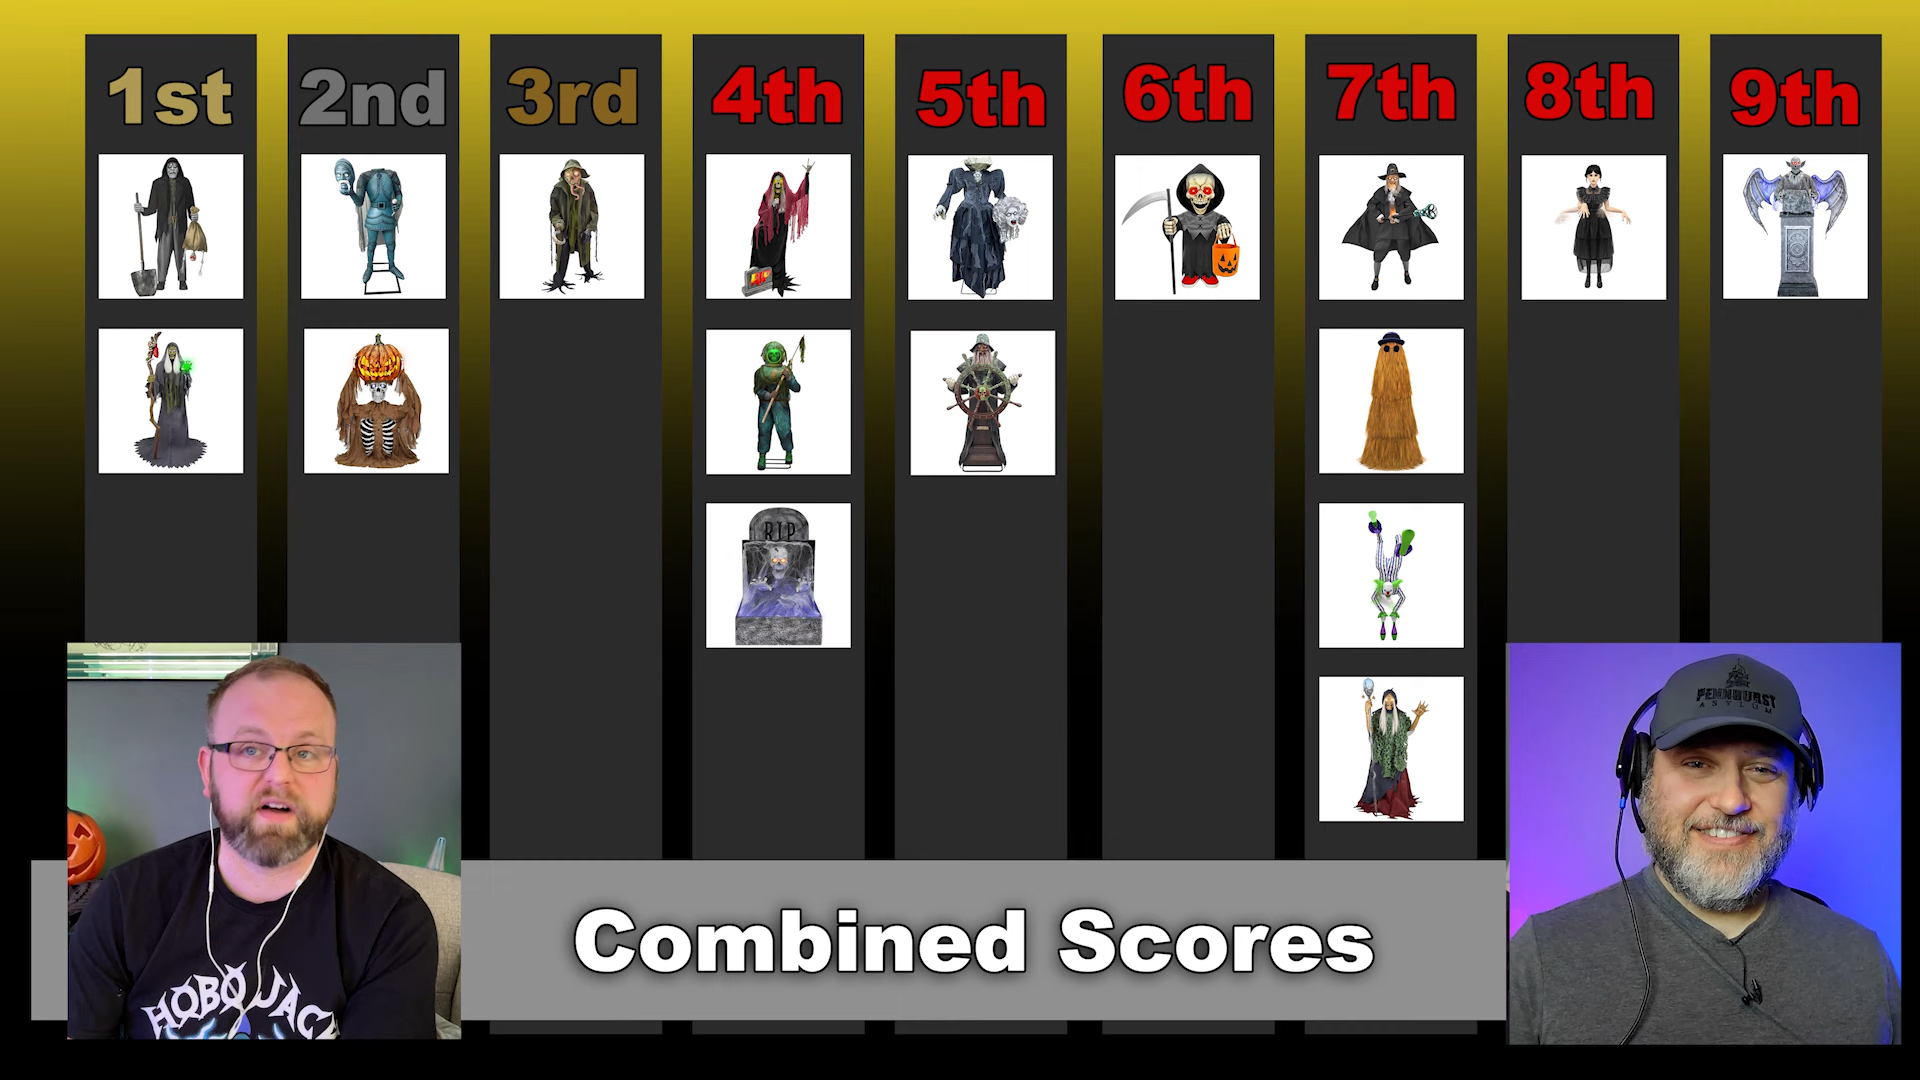 1st 2nd 3rd 4th 5th 6th 7th 8th 9th
RIP
PENNHURST
ASYLUM
Combined Scores
HOBO JACK